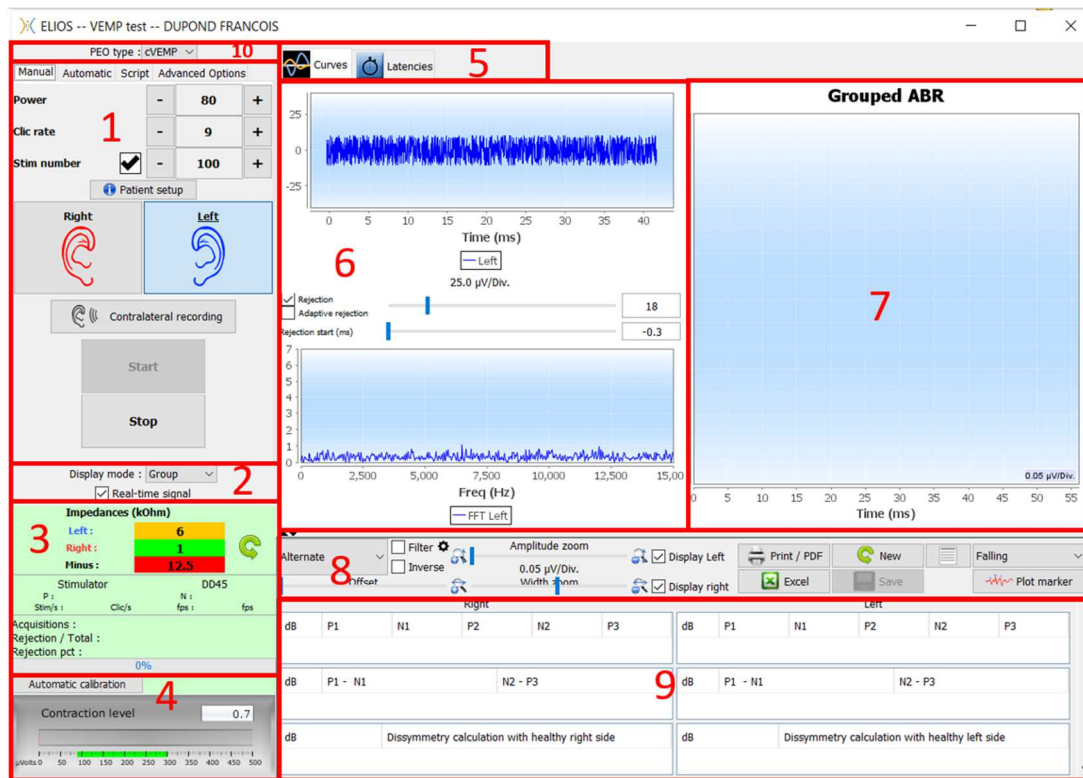 ELIOS -- VEMP test -- DUPOND FRANCOIS
PEO type : cVEMP
10
Manual Automatic Script Advanced Options
Power - 80 +
1
Clic rate - 9 +
Stim number - 100 +
Patient setup
Right Left
Contralateral recording
Start
Stop
Display mode : Group
2
Real-time signal
3
Impedances (kOhm)
Left : 6
Right : 1
Minus : 12.5
Stimulator DD45
P : N :
Stim/s : Clic/s fps : fps
Acquisitions :
Rejection / Total :
Rejection pct :
0%
Automatic calibration
4
Contraction level 0.7
µVolts 0 50 100 150 200 250 300 350 400 450 500
Curves Latencies
5
25
0
-25
0 5 10 15 20 25 30 35 40
Time (ms)
6
Left
25.0 µV/Div.
Rejection 18
Adaptive rejection
Rejection start (ms) -0.3
7
6
5
4
3
2
1
0
0 2,500 5,000 7,500 10,000 12,500 15,000
Freq (Hz)
FFT Left
Grouped ABR
7
0.05 µV/Div.
0 5 10 15 20 25 30 35 40 45 50 55
Time (ms)
8
Alternate Filter Amplitude zoom Display Left Print / PDF New Falling
Inverse 0.05 µV/Div.
Offset Width zoom Display right Excel Save Plot marker
Right Left
dB P1 N1 P2 N2 P3 dB P1 N1 P2 N2 P3
9
dB P1 - N1 N2 - P3 dB P1 - N1 N2 - P3
dB Dissymmetry calculation with healthy right side dB Dissymmetry calculation with healthy left side